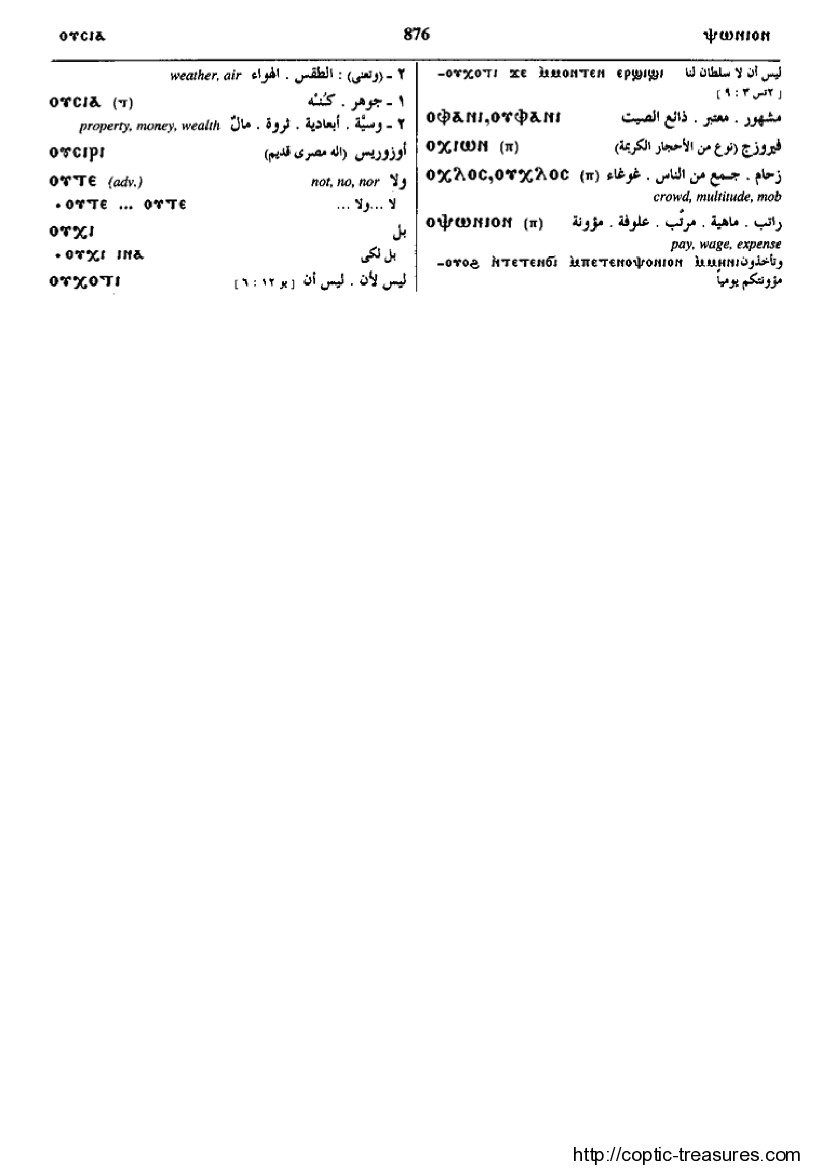 ⲟⲩⲥⲓⲁ 876 ⲯⲱⲛⲓⲟⲛ
٢ ـ (وتعنى) : الطقس . الهواء weather, air
ⲟⲩⲥⲓⲁ (ϯ) ١ ـ جوهر . كُنْه
٢ ـ وسيَّة . أبعادية . ثروة . مالٌ property, money, wealth
ⲟⲩⲥⲓⲣⲓ أوزوريس (اله مصرى قديم)
ⲟⲩⲧⲉ (adv.) ولا not, no, nor
• ⲟⲩⲧⲉ ... ⲟⲩⲧⲉ لا ...ولا ...
ⲟⲩⲭⲓ بل
• ⲟⲩⲭⲓ ⲓⲛⲁ بل لكى
ⲟⲩⲭⲟⲧⲓ ليس لأن . ليس أن [ يو ١٢ : ٦ ]
-ⲟⲩⲭⲟⲧⲓ ϫⲉ ⲙ̀ⲙⲟⲛⲧⲉⲛ ⲉⲣϣⲓϣⲓ ليس أن لا سلطان لنا
[ ٢تس ٣ : ٩ ]
ⲟⲫⲁⲛⲓ,ⲟⲩⲫⲁⲛⲓ مشهور . معتبر . ذائع الصيت
ⲟⲭⲓⲱⲛ (ⲡ) فيروزج (نوع من الأحجار الكريمة)
ⲟⲭⲗⲟⲥ,ⲟⲩⲭⲗⲟⲥ (ⲡ) زحام . جمع من الناس . غوغاء
crowd, multitude, mob
ⲟⲯⲱⲛⲓⲟⲛ (ⲡ) راتب . ماهية . مرتَّب . علوفة . مؤونة
pay, wage, expense
-ⲟⲩⲟϩ ⲛ̀ⲧⲉⲧⲉⲛϭⲓ ⲙ̀ⲡⲉⲧⲉⲛⲟⲯⲟⲛⲓⲟⲛ ⲙ̀ⲙⲏⲛⲓ وتأخذون
مؤونتكم يومياً
http://coptic-treasures.com